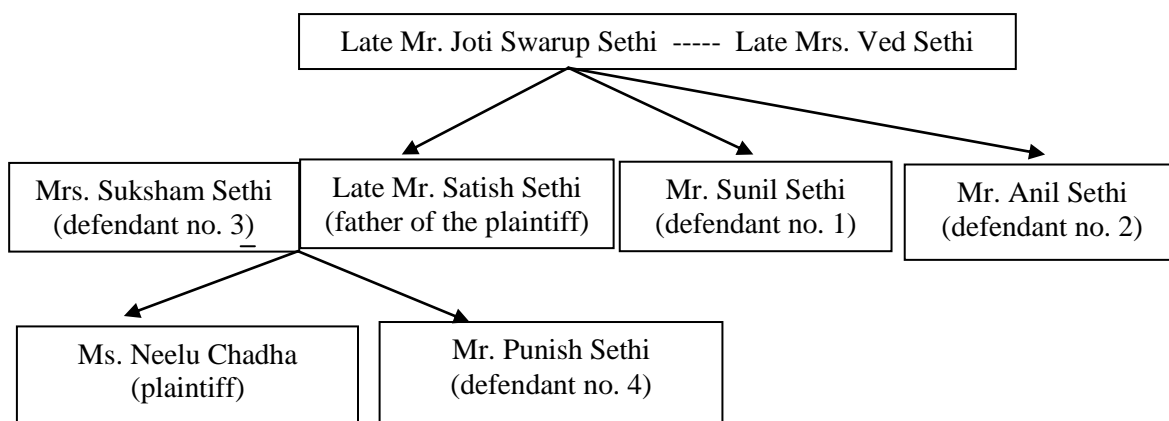 Late Mr. Joti Swarup Sethi ----- Late Mrs. Ved Sethi
Mrs. Suksham Sethi
(defendant no. 3)
Late Mr. Satish Sethi
(father of the plaintiff)
Mr. Sunil Sethi
(defendant no. 1)
Mr. Anil Sethi
(defendant no. 2)
Ms. Neelu Chadha
(plaintiff)
Mr. Punish Sethi
(defendant no. 4)